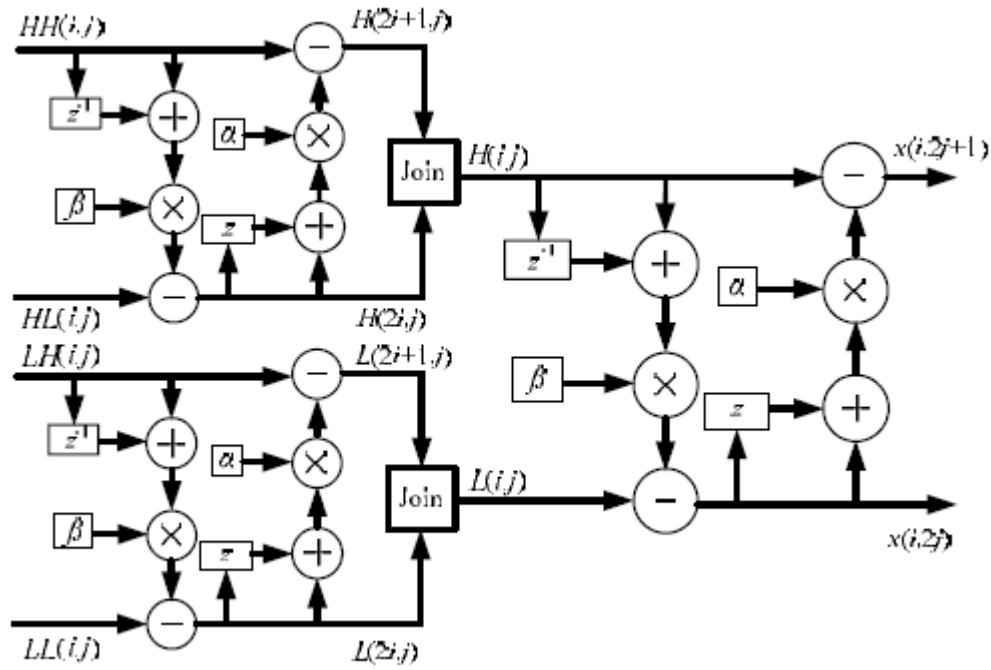 HH(i,j)
H(2i+1,j)
z⁻¹
+
α
×
−
β
×
z
+
Join
H(i,j)
x(i,2j+1)
−
z⁻¹
+
α
×
HL(i,j)
−
H(2i,j)
LH(i,j)
L(2i+1,j)
−
z⁻¹
+
α
×
β
×
z
+
Join
L(i,j)
β
×
z
+
−
x(i,2j)
LL(i,j)
−
L(2i,j)